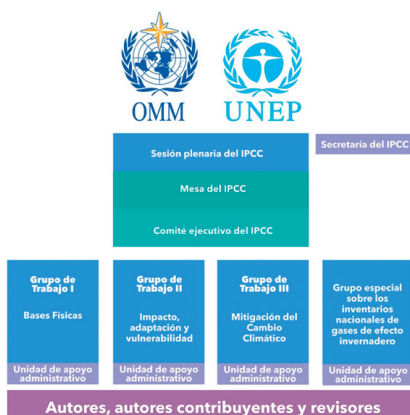 OMM
UNEP
Sesión plenaria del IPCC
Secretaría del IPCC
Mesa del IPCC
Comité ejecutivo del IPCC
Grupo de
Trabajo I
Bases Físicas
Unidad de apoyo
administrativo
Grupo de
Trabajo II
Impacto,
adaptación y
vulnerabilidad
Unidad de apoyo
administrativo
Grupo de
Trabajo III
Mitigación del
Cambio
Climático
Unidad de apoyo
administrativo
Grupo especial
sobre los
inventarios
nacionales de
gases de efecto
invernadero
Unidad de apoyo
administrativo
Autores, autores contribuyentes y revisores